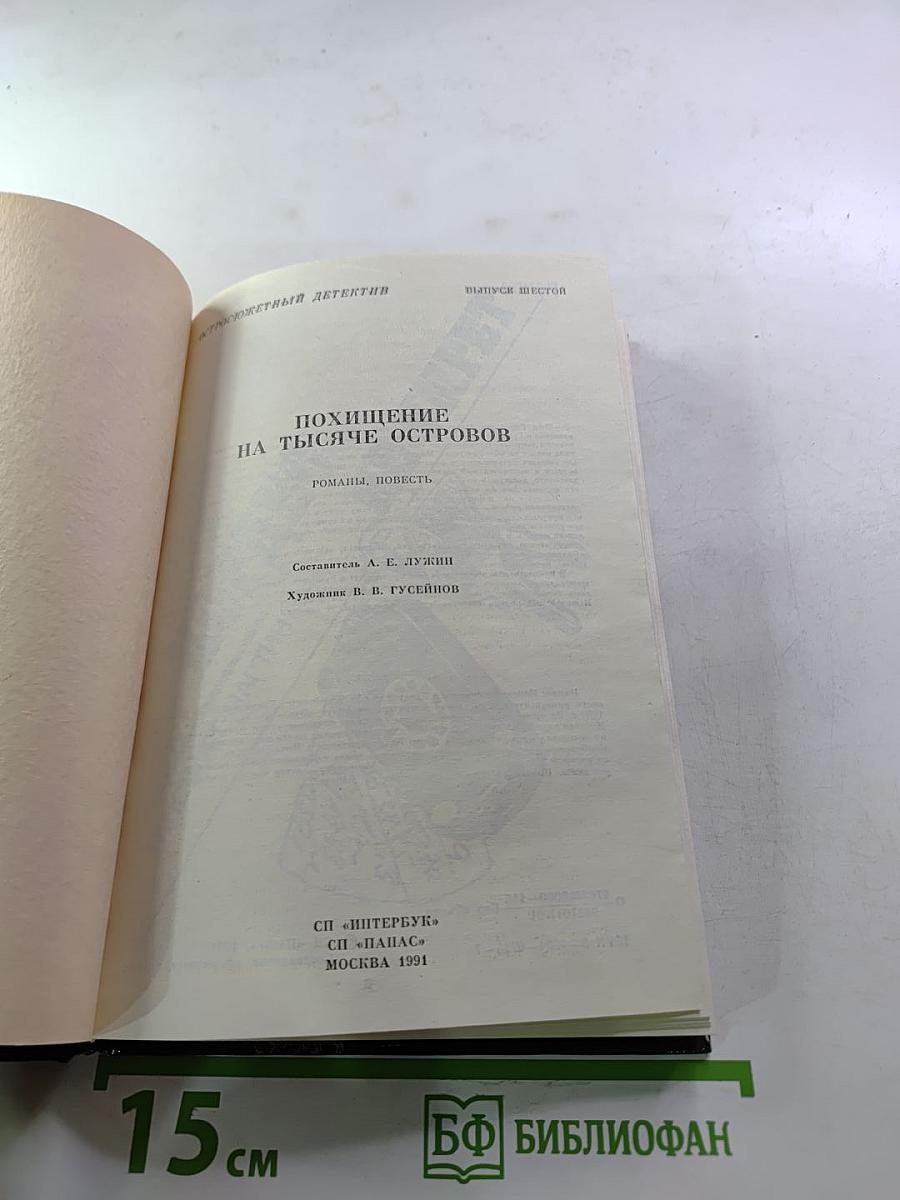 ОСТРОСЮЖЕТНЫЙ ДЕТЕКТИВ
ВЫПУСК ШЕСТОЙ
ПОХИЩЕНИЕ
НА ТЫСЯЧЕ ОСТРОВОВ
РОМАНЫ, ПОВЕСТЬ
Составитель А. Е. ЛУЖИН
Художник В. В. ГУСЕЙНОВ
СП «ИНТЕРБУК»
СП «ПАПАС»
МОСКВА 1991
15 см
БФ БИБЛИОФАН